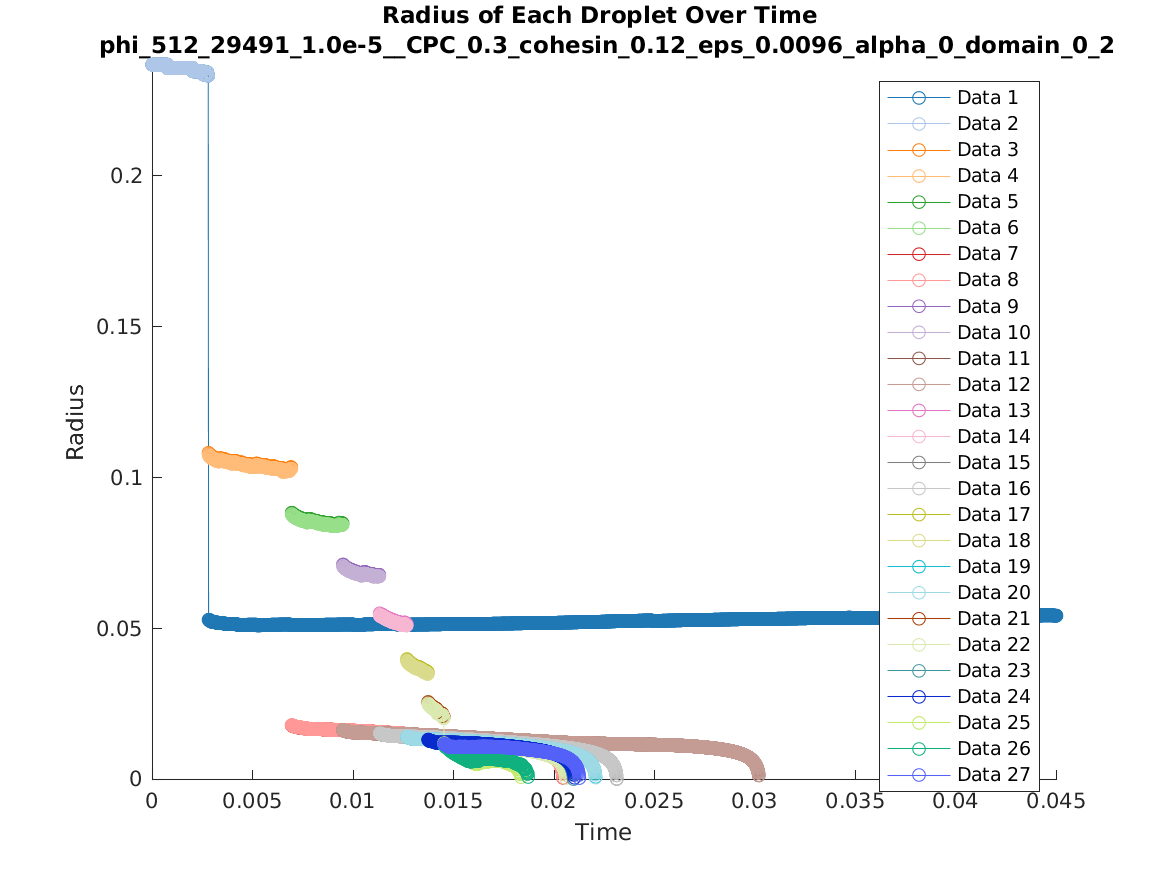 Radius of Each Droplet Over Time
phi_512_29491_1.0e-5__CPC_0.3_cohesin_0.12_eps_0.0096_alpha_0_domain_0_2
Radius
0.2
0.15
0.1
0.05
0
0
0.005
0.01
0.015
0.02
0.025
0.03
0.035
0.04
0.045
Time
Data 1
Data 2
Data 3
Data 4
Data 5
Data 6
Data 7
Data 8
Data 9
Data 10
Data 11
Data 12
Data 13
Data 14
Data 15
Data 16
Data 17
Data 18
Data 19
Data 20
Data 21
Data 22
Data 23
Data 24
Data 25
Data 26
Data 27